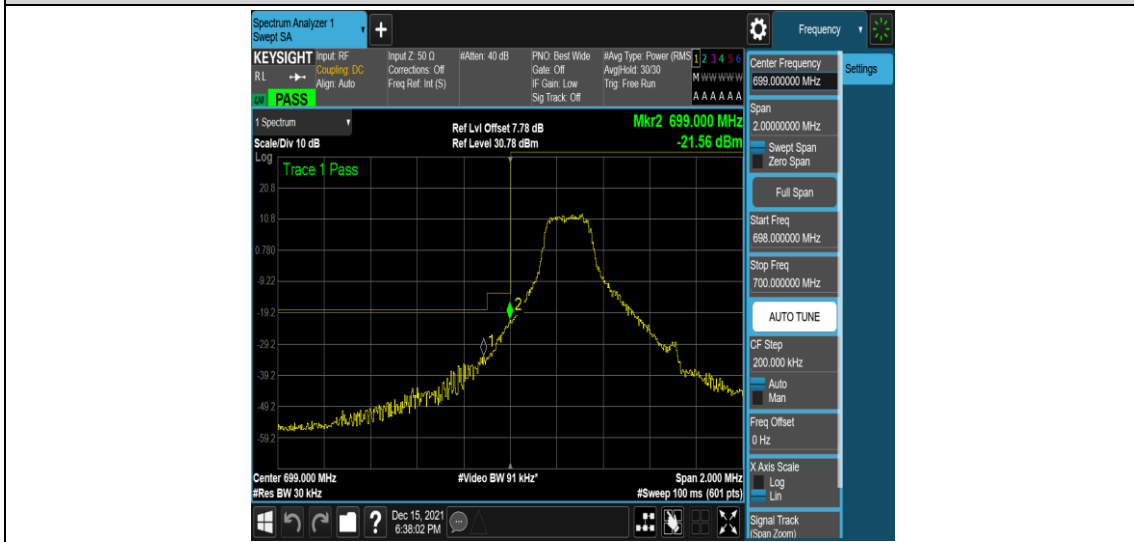 Spectrum Analyzer 1
Swept SA
+
Frequency
KEYSIGHT
RL
LXI PASS
Input: RF
Coupling: DC
Align: Auto
Input Z: 50 Ω
Corrections: Off
Freq Ref: Int (S)
#Atten: 40 dB
PNO: Best Wide
Gate: Off
IF Gain: Low
Sig Track: Off
#Avg Type: Power (RMS
Avg|Hold: 30/30
Trig: Free Run
1 2 3 4 5 6
M W W W W W
A A A A A A
1 Spectrum
Scale/Div 10 dB
Ref Lvl Offset 7.78 dB
Ref Level 30.78 dBm
Mkr2 699.000 MHz
-21.56 dBm
Log
Trace 1 Pass
20.8
10.8
0.780
-9.22
-19.2
-29.2
-39.2
-49.2
-59.2
2
1
Center 699.000 MHz
#Res BW 30 kHz
#Video BW 91 kHz*
Span 2.000 MHz
#Sweep 100 ms (601 pts)
Center Frequency
699.000000 MHz
Settings
Span
2.00000000 MHz
Swept Span
Zero Span
Full Span
Start Freq
698.000000 MHz
Stop Freq
700.000000 MHz
AUTO TUNE
CF Step
200.000 kHz
Auto
Man
Freq Offset
0 Hz
X Axis Scale
Log
Lin
Signal Track
(Span Zoom)
?
Dec 15, 2021
6:38:02 PM